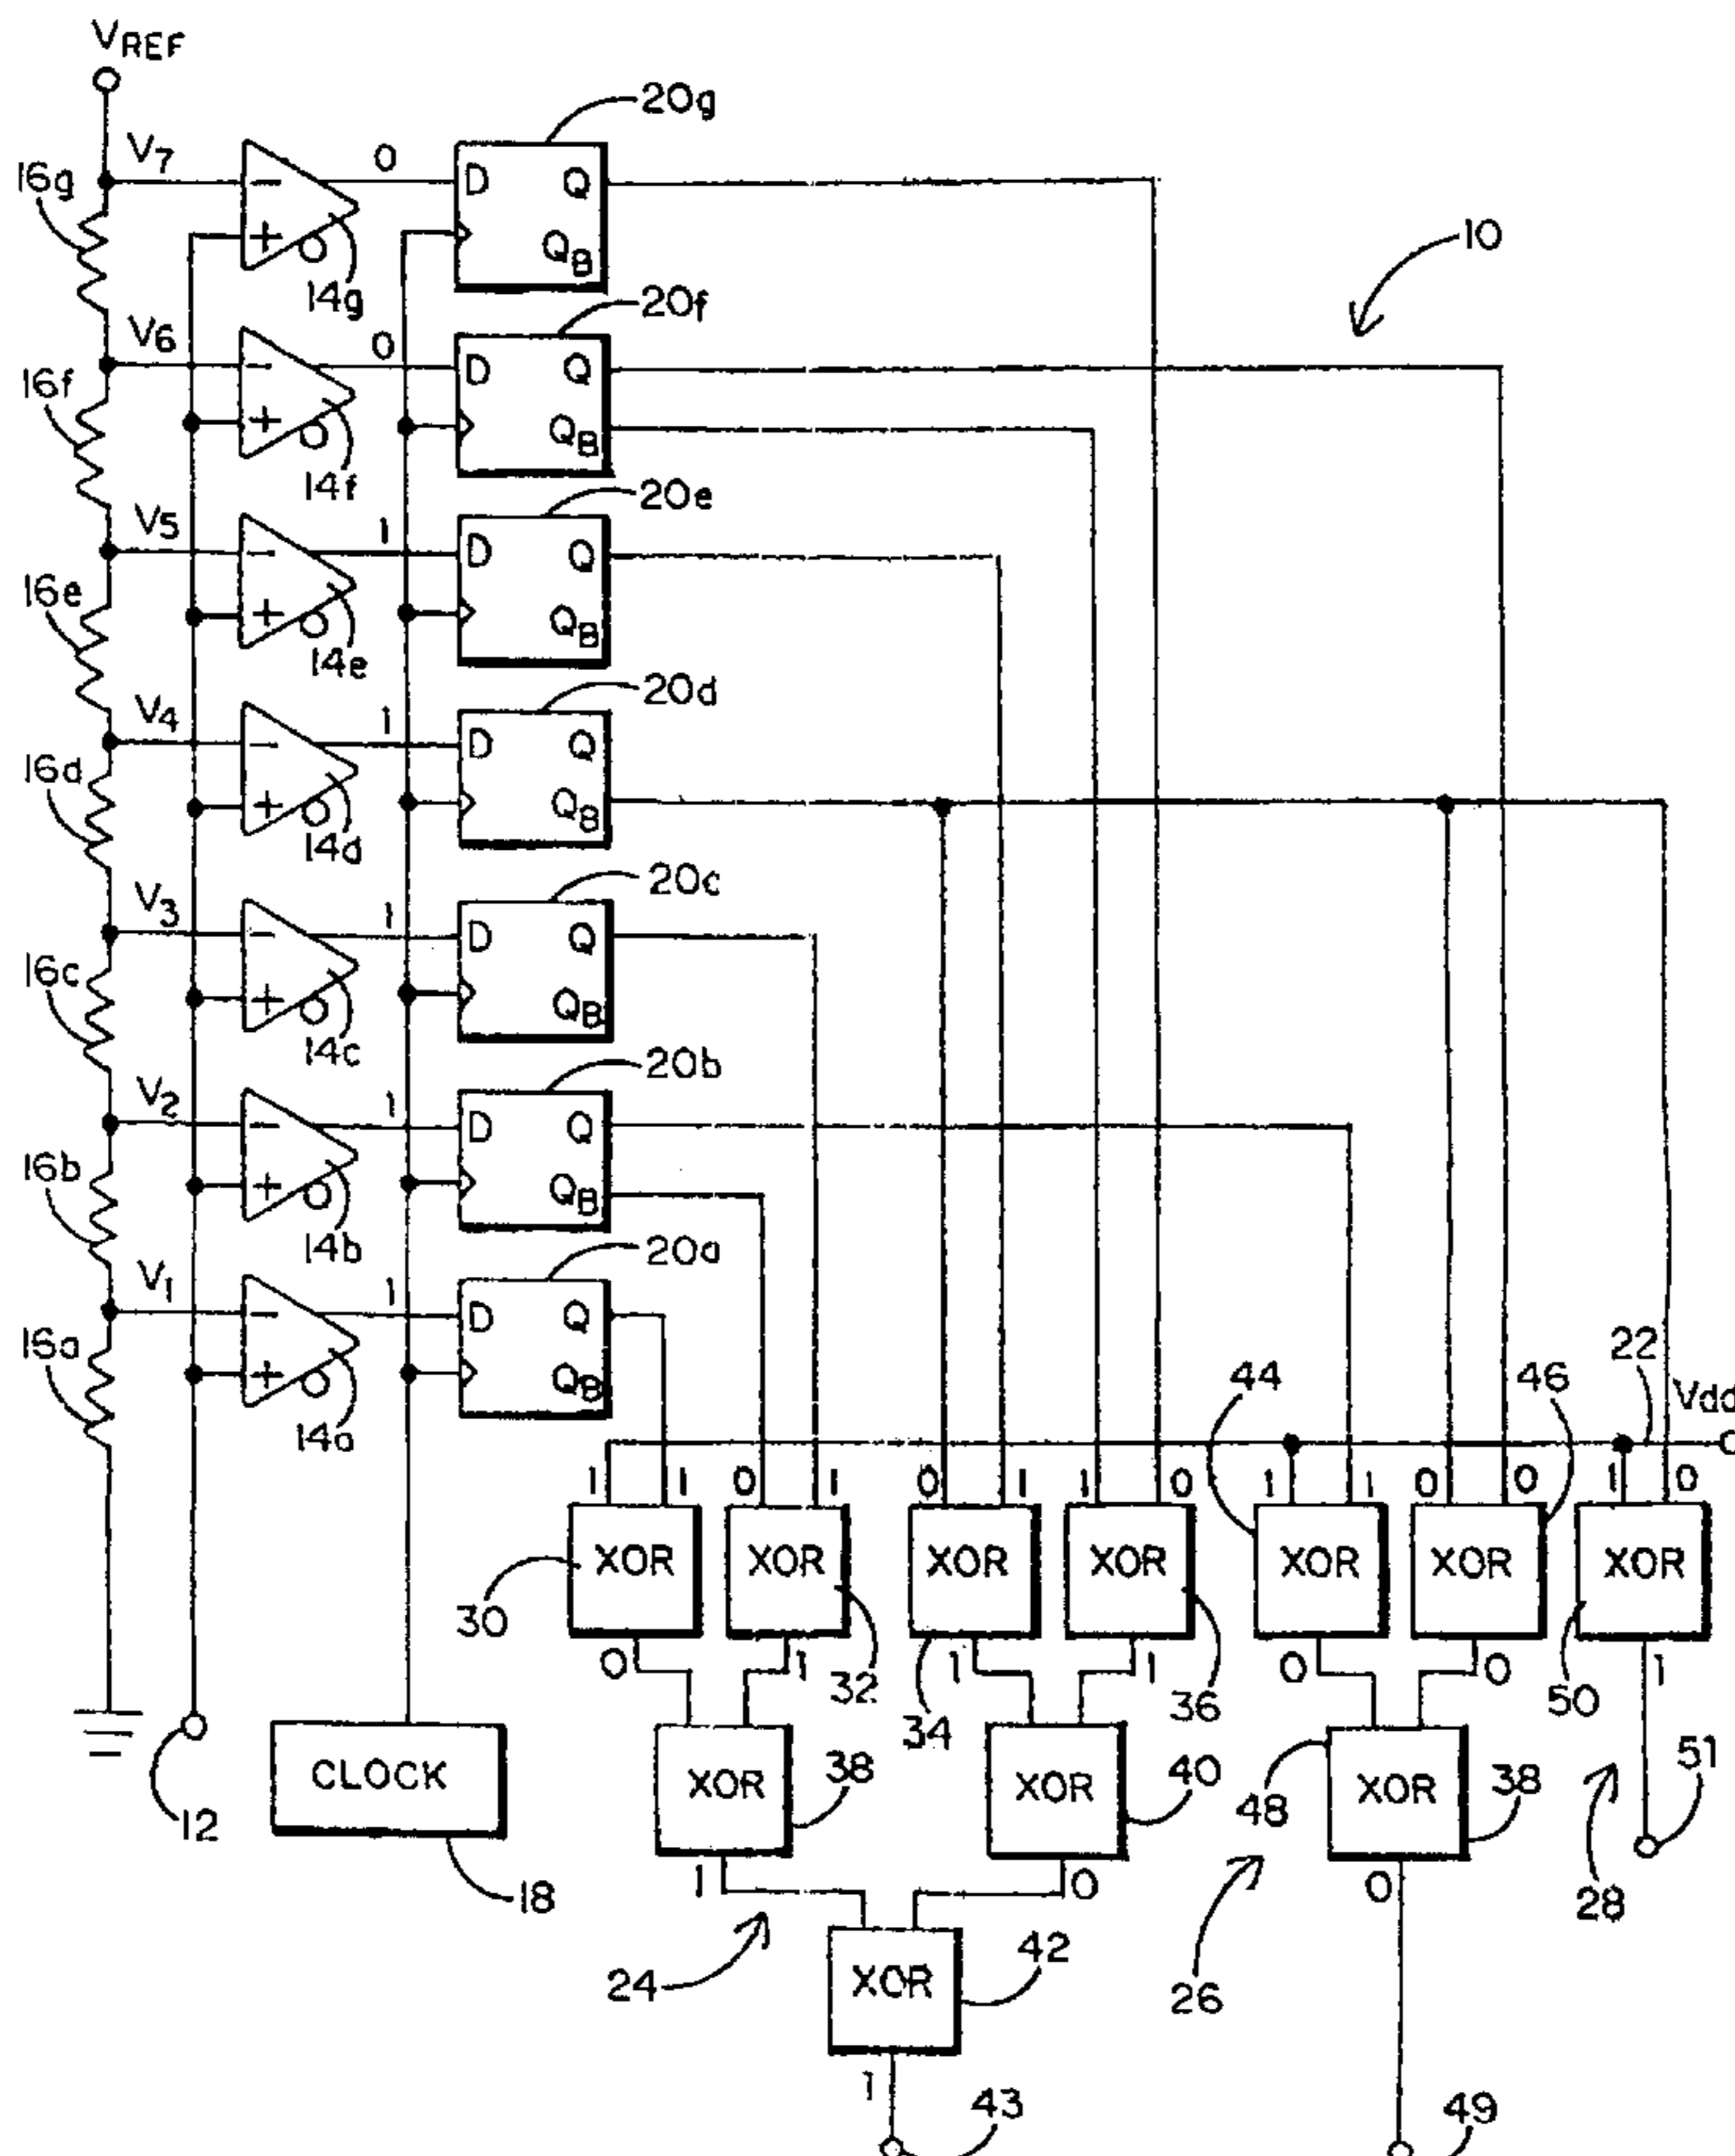 VREF
20g
V7 0 D Q
16g
− + QB
10
14g
20f
V6 0 D Q
16f
− + QB
14f
20e
V5 1 D Q
16e
− + QB
14e
20d
V4 1 D Q
16d
− + QB
14d
20c
V3 1 D Q
16c
− + QB
14c
20b
V2 1 D Q
16b
− + QB
14b
20a
V1 1 D Q
16a
− + QB
14a
22
44 46 Vdd
1 1 0 1 0 1 1 0 1 1 0 0 1 0
XOR XOR XOR XOR XOR XOR XOR
30 32 34 36 50
0 1 1 1 0 0 1
CLOCK XOR 38 XOR 40 48 XOR 38 51
12
18 1 0 0 28
24 XOR 42 26
1 43 49